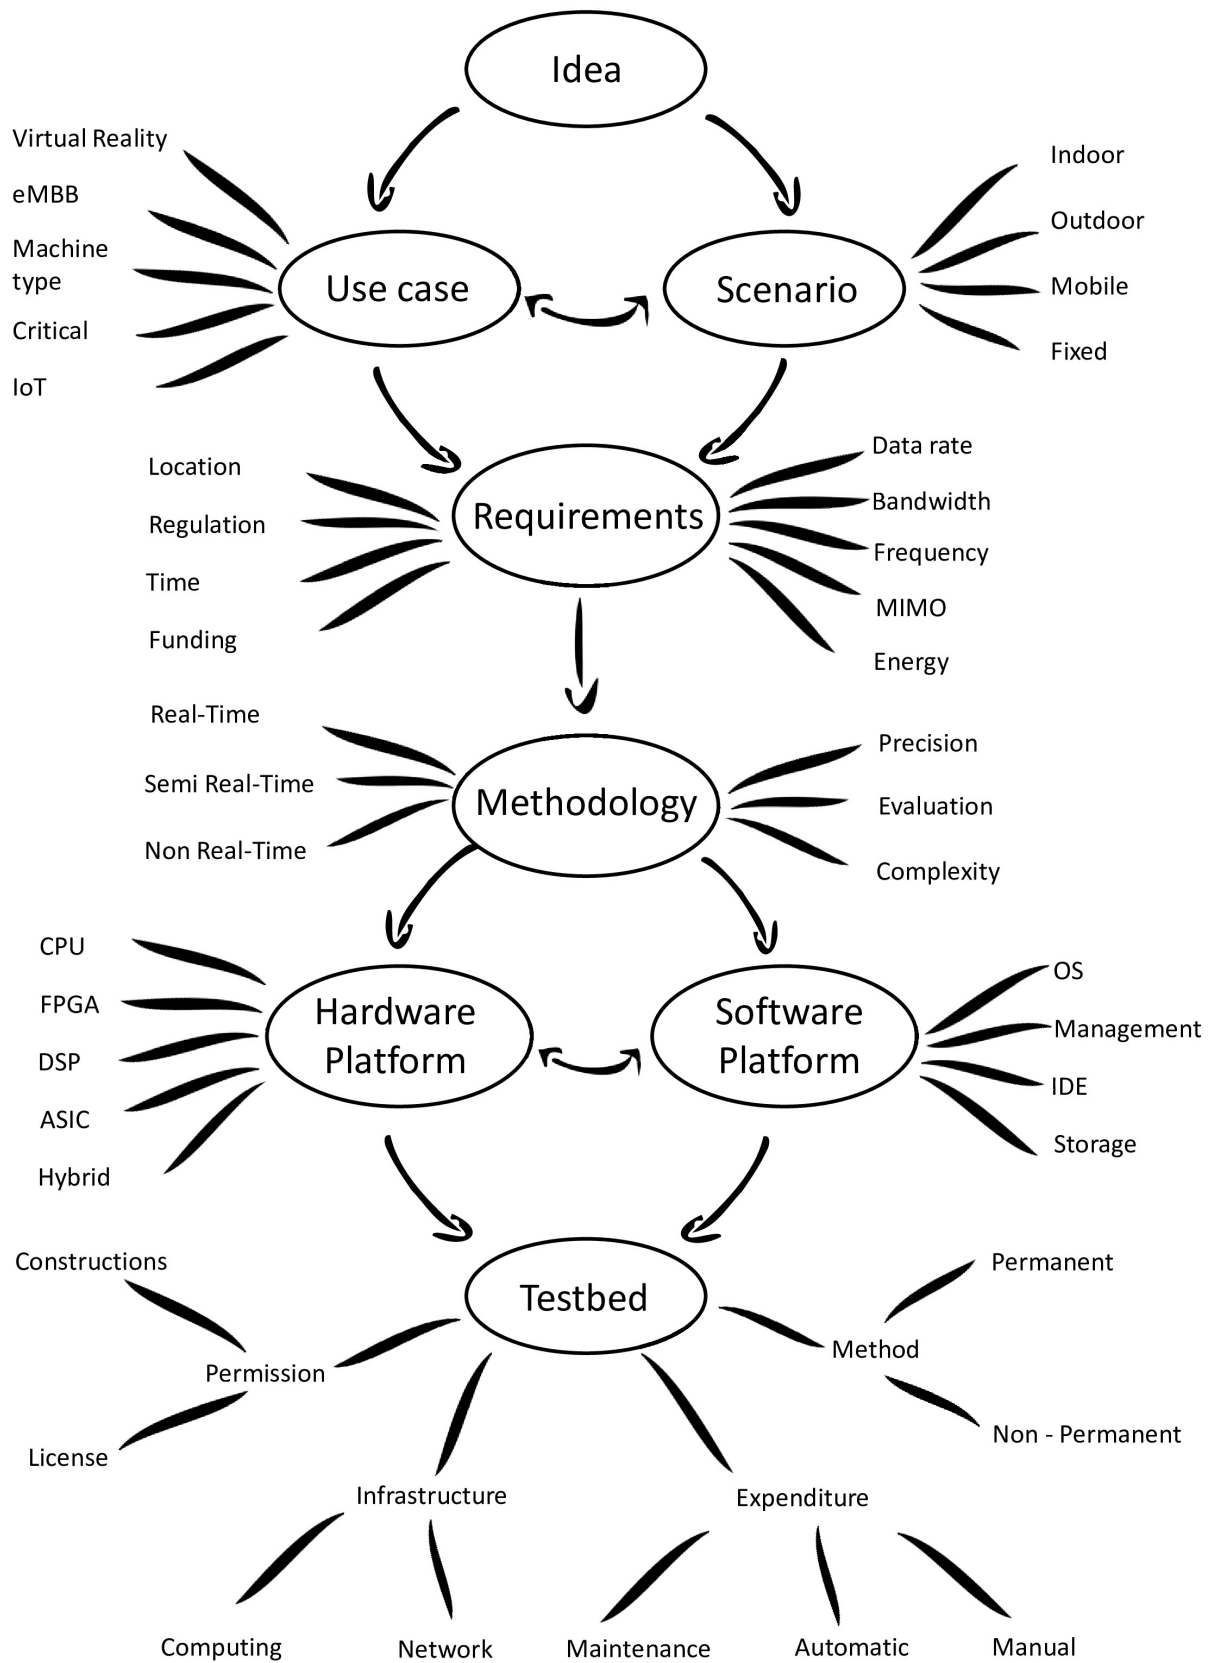 Idea
Virtual Reality
eMBB
Machine
type
Critical
IoT
Use case
Scenario
Indoor
Outdoor
Mobile
Fixed
Location
Regulation
Time
Funding
Requirements
Data rate
Bandwidth
Frequency
MIMO
Energy
Real-Time
Semi Real-Time
Non Real-Time
Methodology
Precision
Evaluation
Complexity
CPU
FPGA
DSP
ASIC
Hybrid
Hardware
Platform
Software
Platform
OS
Management
IDE
Storage
Testbed
Constructions
Permission
License
Method
Permanent
Non - Permanent
Infrastructure
Expenditure
Computing
Network
Maintenance
Automatic
Manual